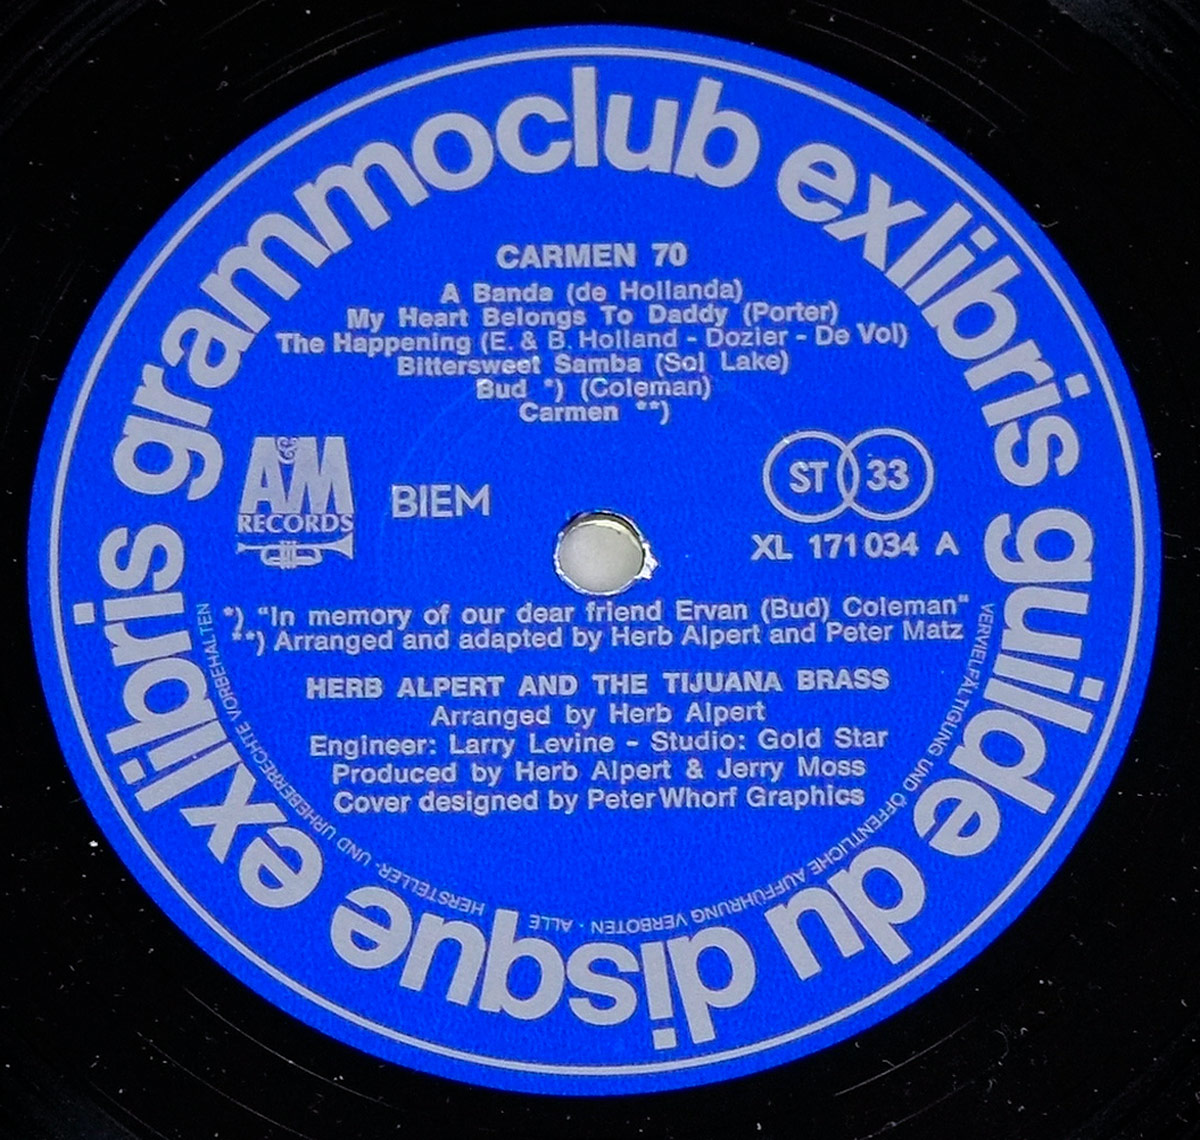 grammoclub exlibris guilde du disque exlibris
CARMEN 70
A Banda (de Hollanda)
My Heart Belongs To Daddy (Porter)
The Happening (E. & B. Holland - Dozier - De Vol)
Bittersweet Samba (Sol Lake)
Bud *) (Coleman)
Carmen **)
A&M
RECORDS
BIEM
ST 33
XL 171 034 A
*) "In memory of our dear friend Ervan (Bud) Coleman"
**) Arranged and adapted by Herb Alpert and Peter Matz
HERB ALPERT AND THE TIJUANA BRASS
Arranged by Herb Alpert
Engineer: Larry Levine - Studio: Gold Star
Produced by Herb Alpert & Jerry Moss
Cover designed by Peter Whorf Graphics
VERVIELFÄLTIGUNG UND ÖFFENTLICHE AUFFÜHRUNG VERBOTEN · ALLE HERSTELLER- UND URHEBERRECHTE VORBEHALTEN